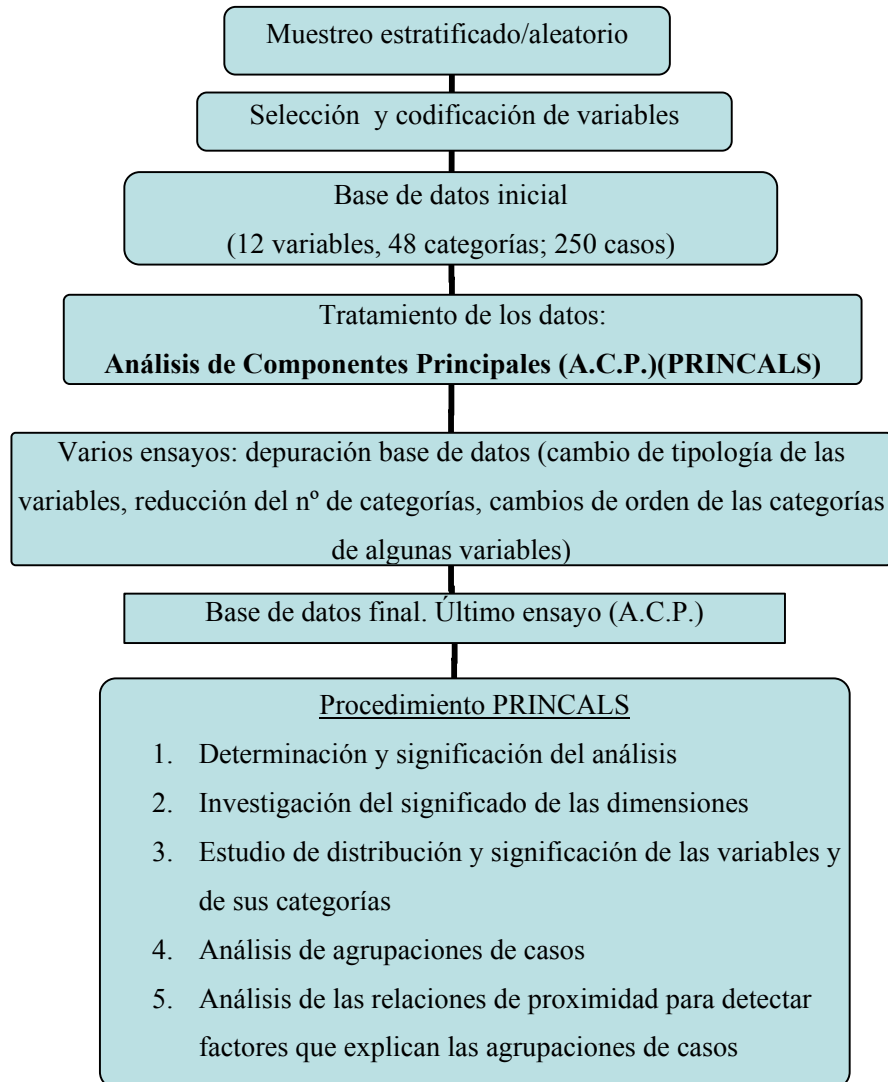 Muestreo estratificado/aleatorio
Selección y codificación de variables
Base de datos inicial
(12 variables, 48 categorías; 250 casos)
Tratamiento de los datos:
Análisis de Componentes Principales (A.C.P.)(PRINCALS)
Varios ensayos: depuración base de datos (cambio de tipología de las
variables, reducción del nº de categorías, cambios de orden de las categorías
de algunas variables)
Base de datos final. Último ensayo (A.C.P.)
Procedimiento PRINCALS
1. Determinación y significación del análisis
2. Investigación del significado de las dimensiones
3. Estudio de distribución y significación de las variables y
de sus categorías
4. Análisis de agrupaciones de casos
5. Análisis de las relaciones de proximidad para detectar
factores que explican las agrupaciones de casos